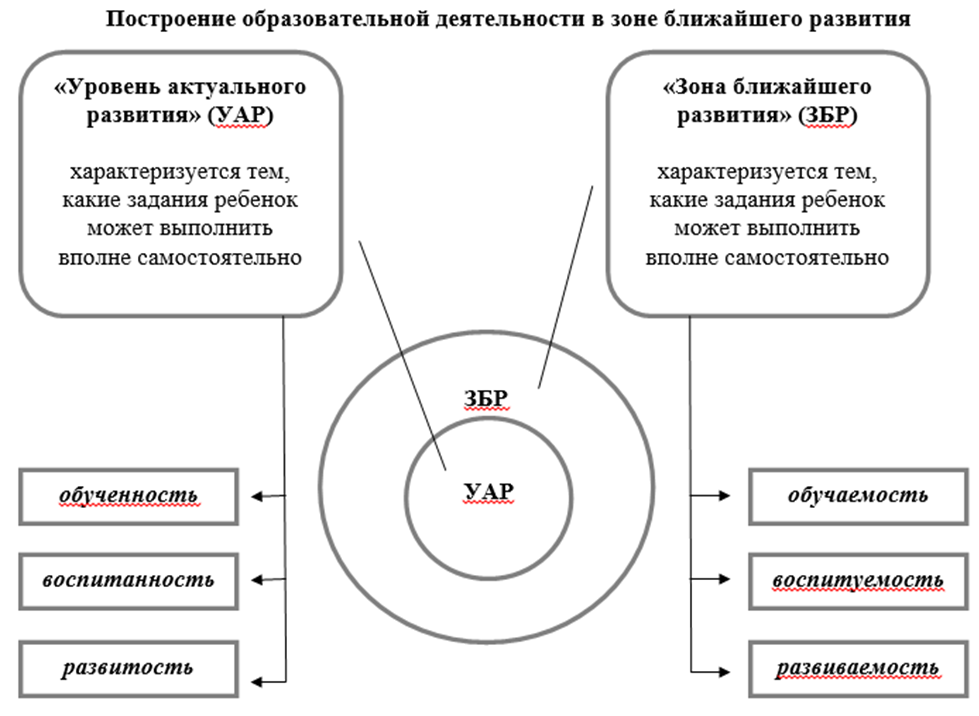 Построение образовательной деятельности в зоне ближайшего развития
«Уровень актуального
развития» (УАР)
характеризуется тем,
какие задания ребенок
может выполнить
вполне самостоятельно
«Зона ближайшего
развития» (ЗБР)
характеризуется тем,
какие задания ребенок
может выполнить
вполне самостоятельно
ЗБР
УАР
обученность
воспитанность
развитость
обучаемость
воспитуемость
развиваемость